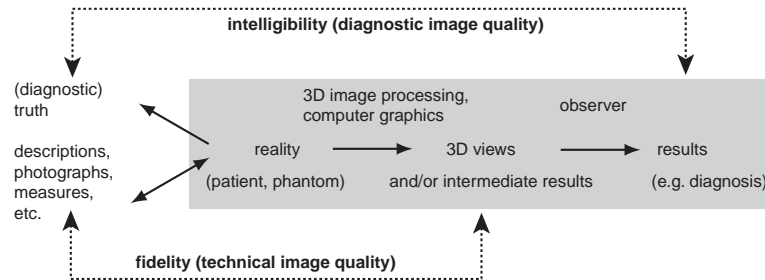 intelligibility (diagnostic image quality)
(diagnostic)
truth
3D image processing,
computer graphics
observer
descriptions,
photographs,
measures,
etc.
reality
(patient, phantom)
3D views
and/or intermediate results
results
(e.g. diagnosis)
fidelity (technical image quality)